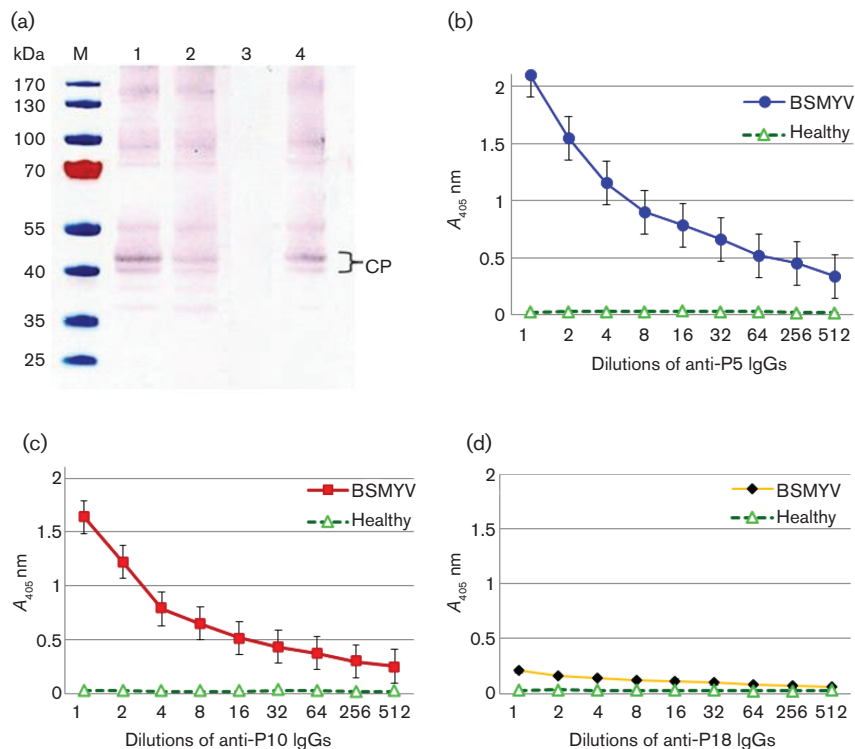 (a)
kDa M 1 2 3 4
170
130
100
70
55
40
35
25
CP
(b)
2
1.5
1
0.5
0
A405 nm
BSMYV
Healthy
1 2 4 8 16 32 64 256 512
Dilutions of anti-P5 IgGs
(c)
2
1.5
1
0.5
0
A405 nm
BSMYV
Healthy
1 2 4 8 16 32 64 256 512
Dilutions of anti-P10 IgGs
(d)
2
1.5
1
0.5
0
A405 nm
BSMYV
Healthy
1 2 4 8 16 32 64 256 512
Dilutions of anti-P18 IgGs